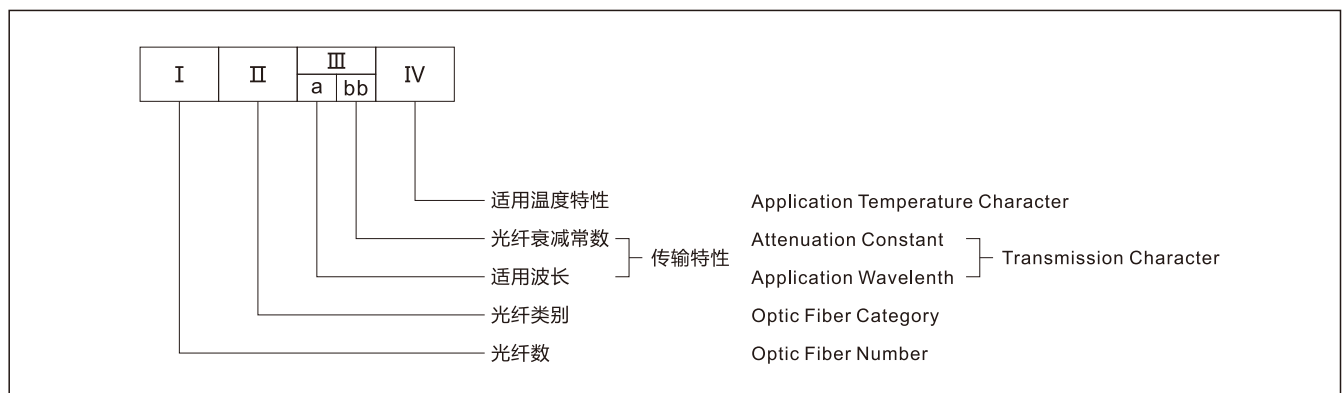 Ⅰ Ⅱ Ⅲ Ⅳ
a bb
适用温度特性 Application Temperature Character
光纤衰减常数 Attenuation Constant
传输特性 Transmission Character
适用波长 Application Wavelenth
光纤类别 Optic Fiber Category
光纤数 Optic Fiber Number